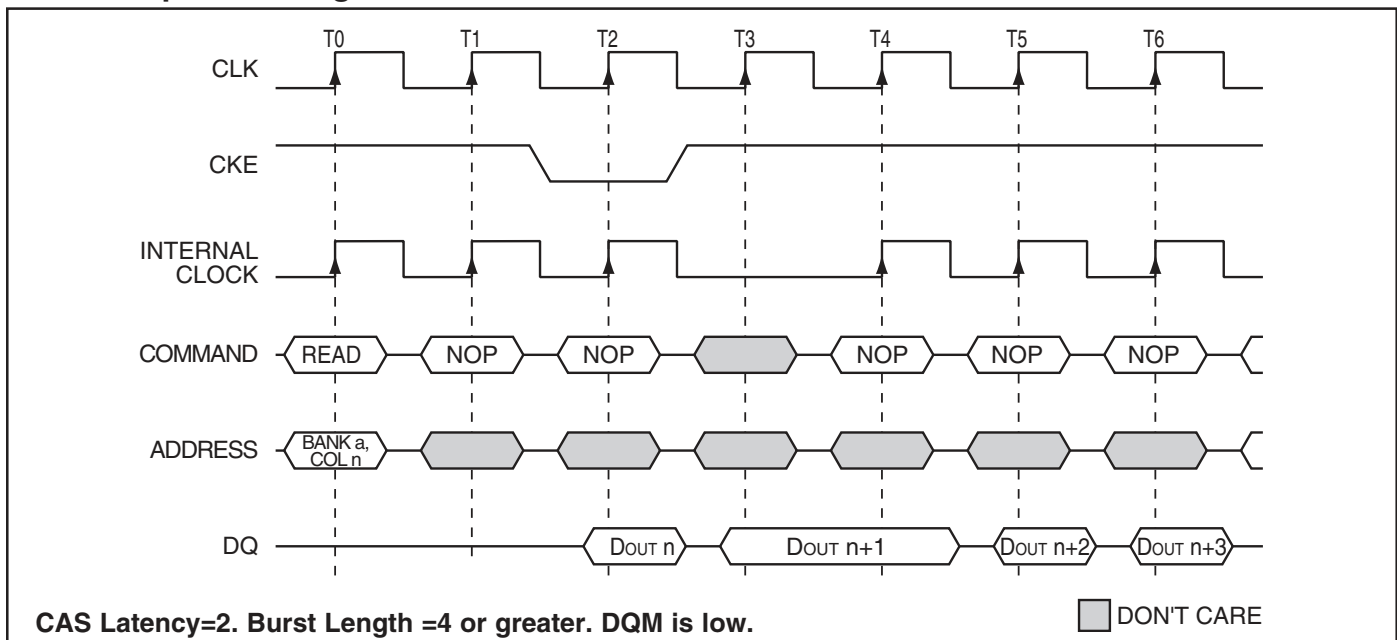 T0 T1 T2 T3 T4 T5 T6
CLK
CKE
INTERNAL
CLOCK
COMMAND READ NOP NOP NOP NOP NOP
ADDRESS BANK a,
COL n
DQ DOUT n DOUT n+1 DOUT n+2 DOUT n+3
CAS Latency=2. Burst Length =4 or greater. DQM is low. DON'T CARE